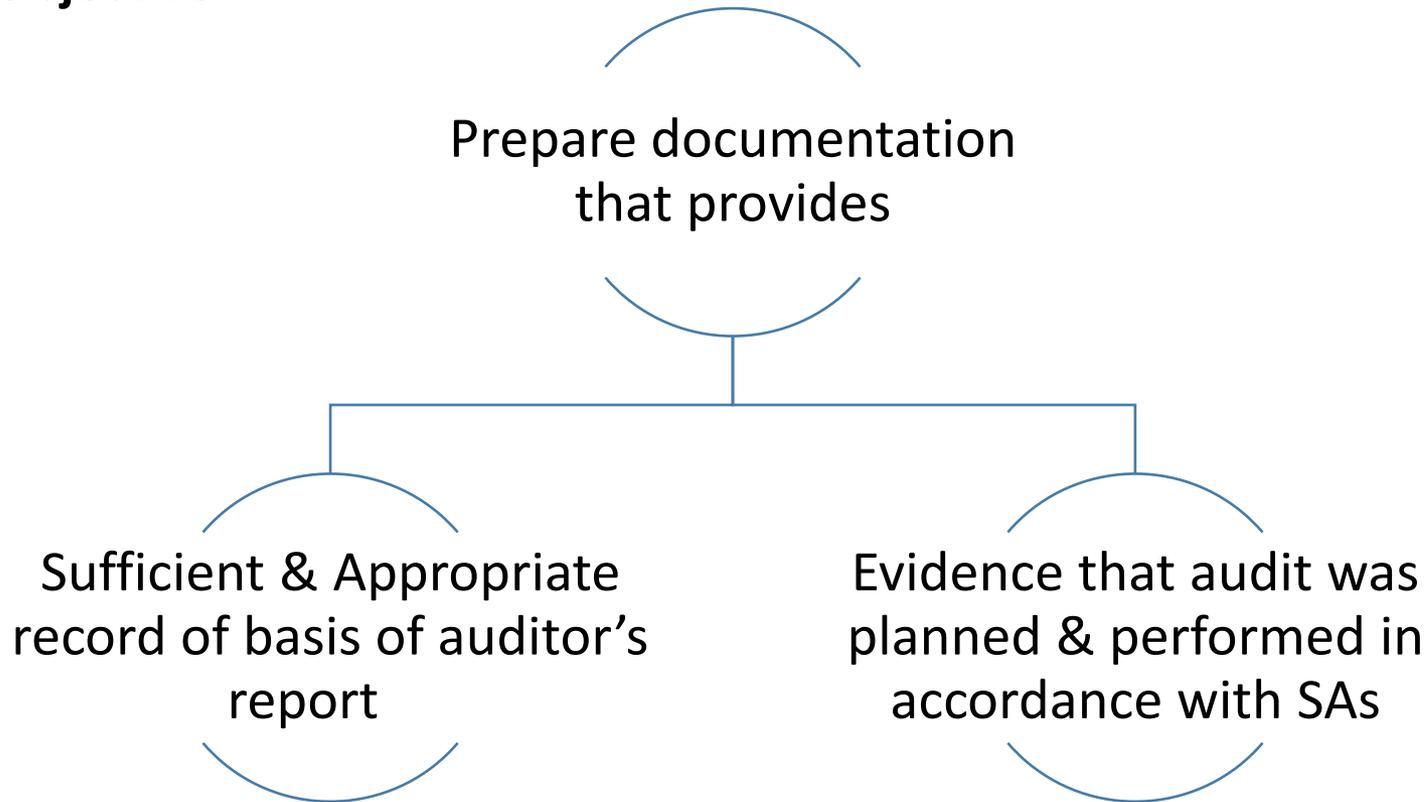 Prepare documentation
that provides
Sufficient & Appropriate
record of basis of auditor’s
report
Evidence that audit was
planned & performed in
accordance with SAs